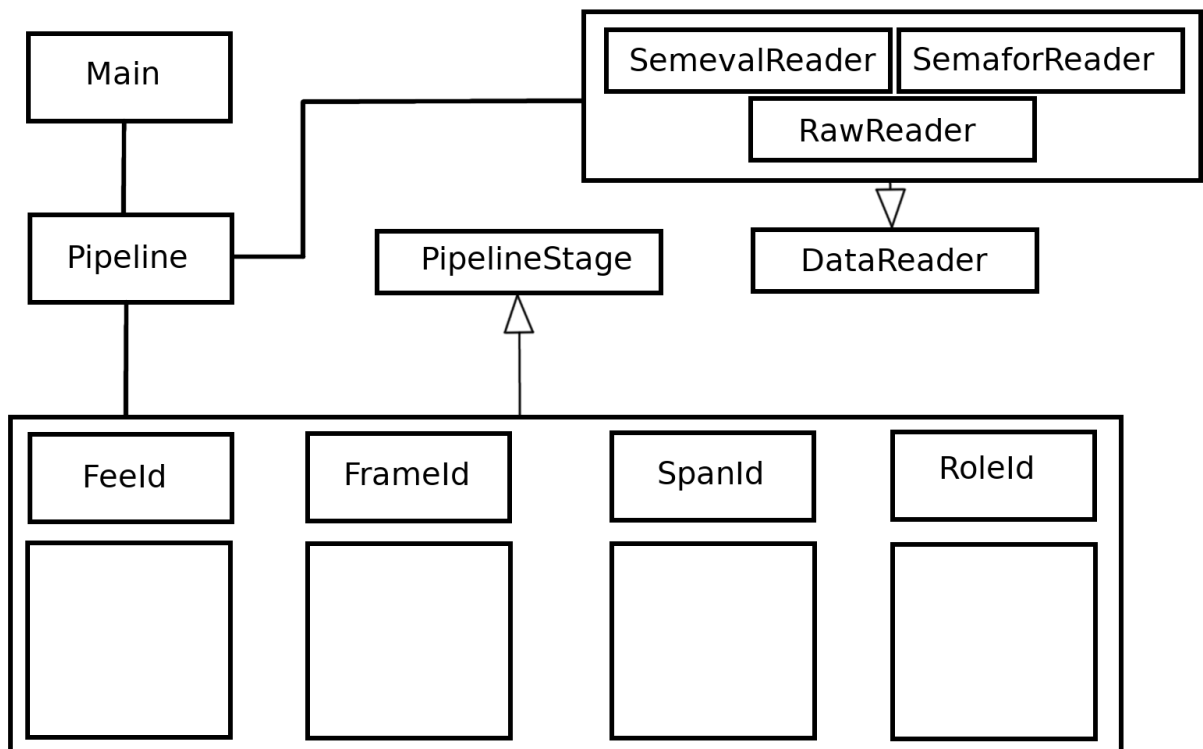 Main
SemevalReader
SemaforReader
RawReader
Pipeline
PipelineStage
DataReader
FeeId
FrameId
SpanId
RoleId